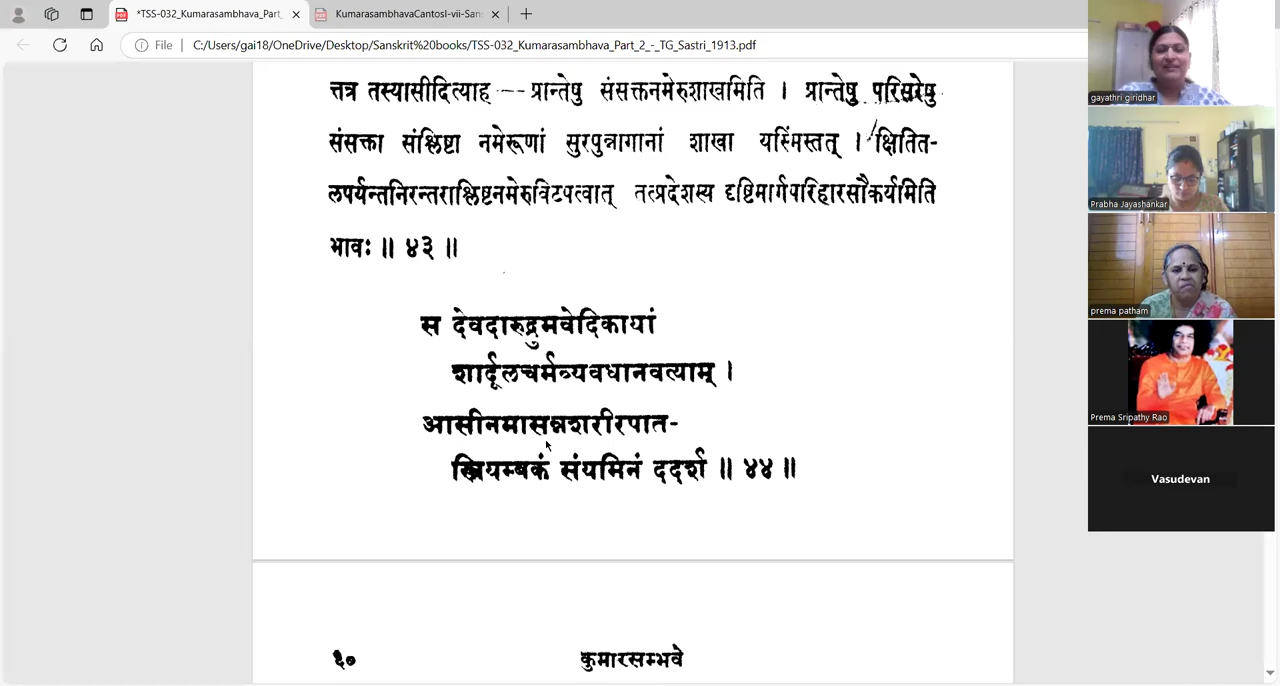 *TSS-032_Kumarasambhava_Part_
KumarasambhavaCantosI-vii-San
File
C:/Users/gai18/OneDrive/Desktop/Sanskrit%20books/TSS-032_Kumarasambhava_Part_2_-_TG_Sastri_1913.pdf
त्तत्र तस्यासीदित्याह — प्रान्तेषु संसक्तनमेरुशाखमिति । प्रान्तेषु परिसरेषु
संसक्ता संश्लिष्टा नमेरूणां सुरपुन्नागानां शाखा यस्मिंस्तत् । क्षितित-
लपर्यन्तनिरन्तराश्लिष्टनमेरुविटपत्वात् तत्प्रदेशस्य दृष्टिमार्गपरिहारसौकर्यमिति
भावः ॥ ४३ ॥
स देवदारुद्रुमवेदिकायां
शार्दूलचर्मव्यवधानवत्याम् ।
आसीनमासन्नशरीरपात-
स्त्रियम्बकं संयमिनं ददर्श ॥ ४४ ॥
६० कुमारसम्भवे
gayathri giridhar
Prabha Jayashankar
prema patham
Prema Sripathy Rao
Vasudevan